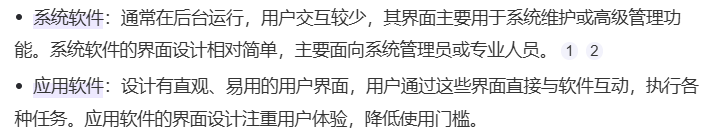 • 系统软件：通常在后台运行，用户交互较少，其界面主要用于系统维护或高级管理功
能。系统软件的界面设计相对简单，主要面向系统管理员或专业人员。 1 2
• 应用软件：设计有直观、易用的用户界面，用户通过这些界面直接与软件互动，执行各
种任务。应用软件的界面设计注重用户体验，降低使用门槛。